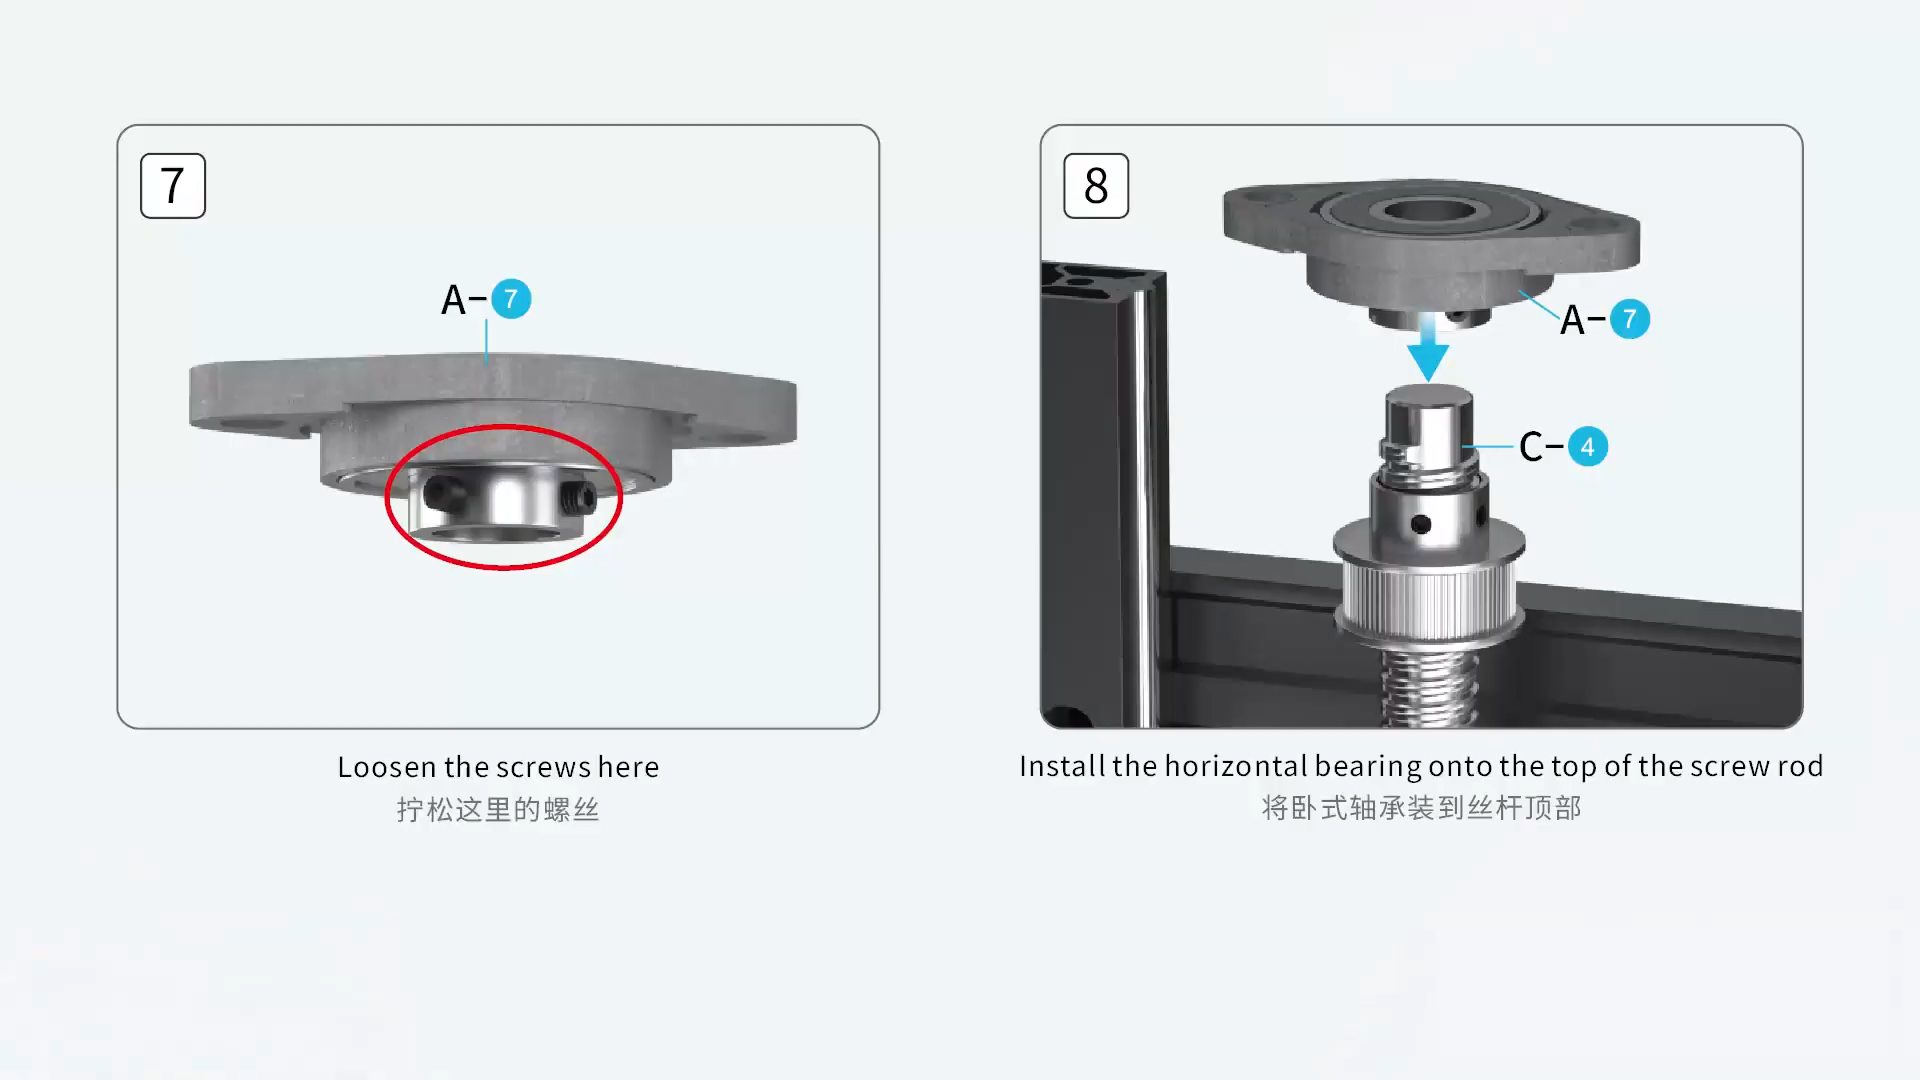 7
A-7
Loosen the screws here
拧松这里的螺丝
8
A-7
C-4
Install the horizontal bearing onto the top of the screw rod
将卧式轴承装到丝杆顶部